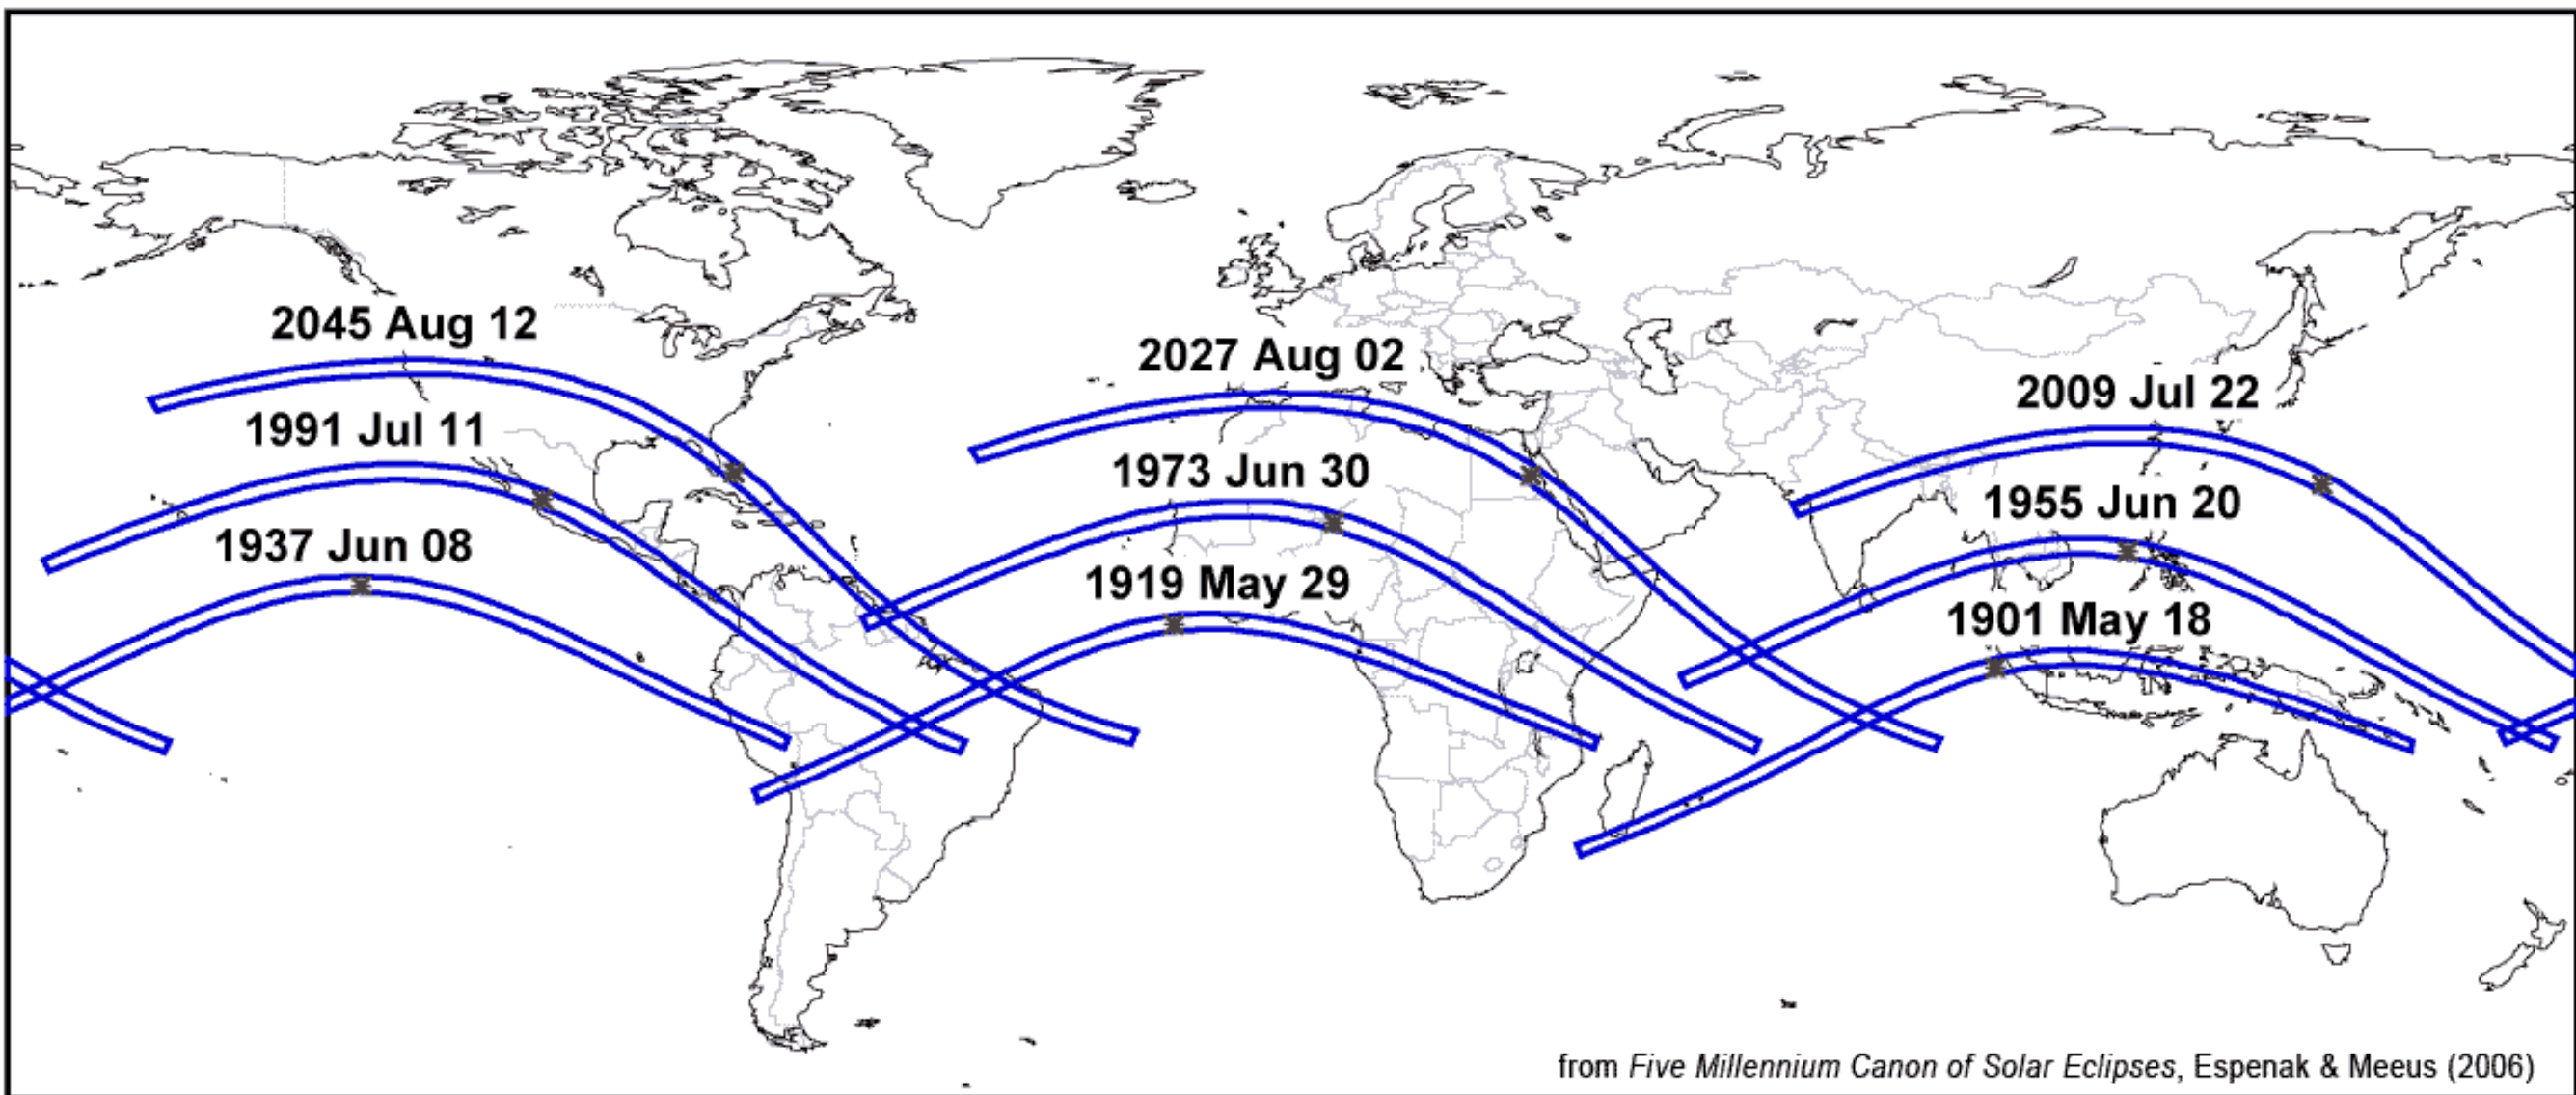 2045 Aug 12
2027 Aug 02
2009 Jul 22
1991 Jul 11
1973 Jun 30
1955 Jun 20
1937 Jun 08
1919 May 29
1901 May 18
from Five Millennium Canon of Solar Eclipses, Espenak & Meeus (2006)